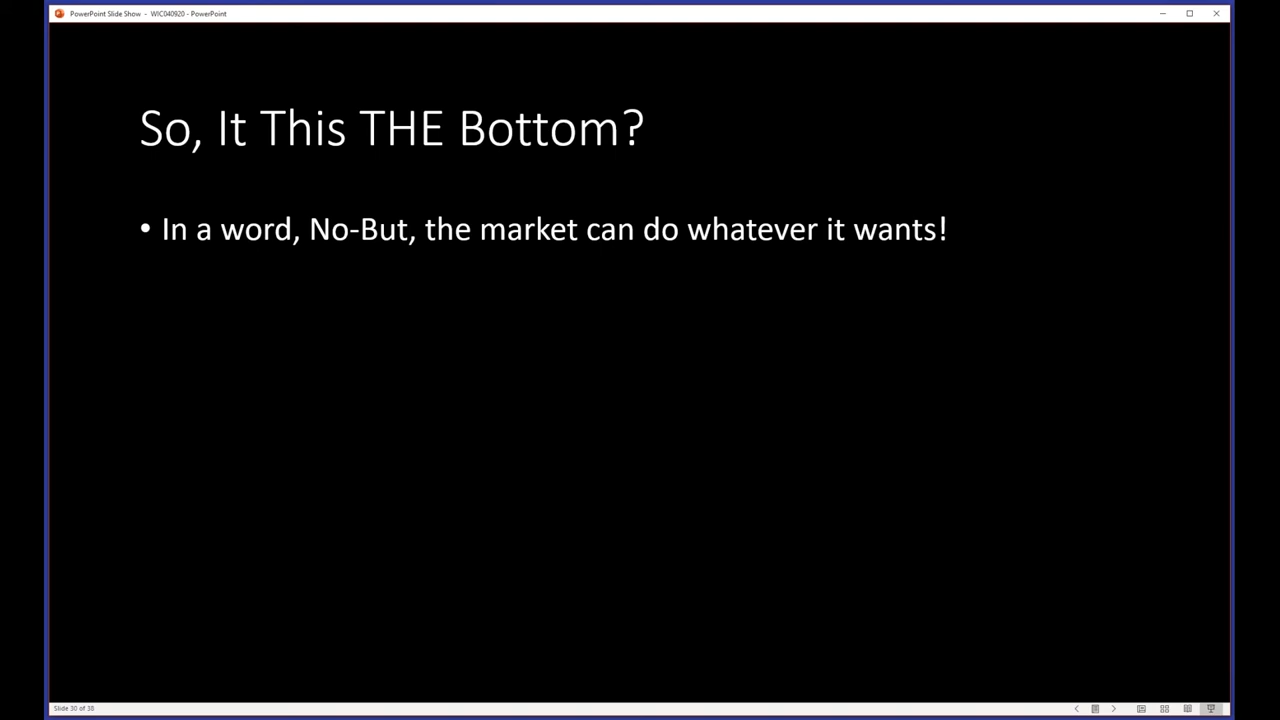 PowerPoint Slide Show - WIC040920 - PowerPoint
So, It This THE Bottom?
• In a word, No-But, the market can do whatever it wants!
Slide 30 of 38